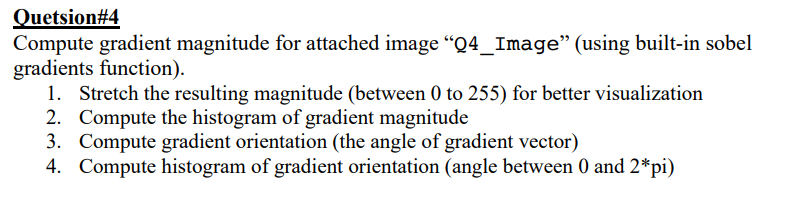 Quetsion#4
Compute gradient magnitude for attached image “Q4_Image” (using built-in sobel
gradients function).
1. Stretch the resulting magnitude (between 0 to 255) for better visualization
2. Compute the histogram of gradient magnitude
3. Compute gradient orientation (the angle of gradient vector)
4. Compute histogram of gradient orientation (angle between 0 and 2*pi)